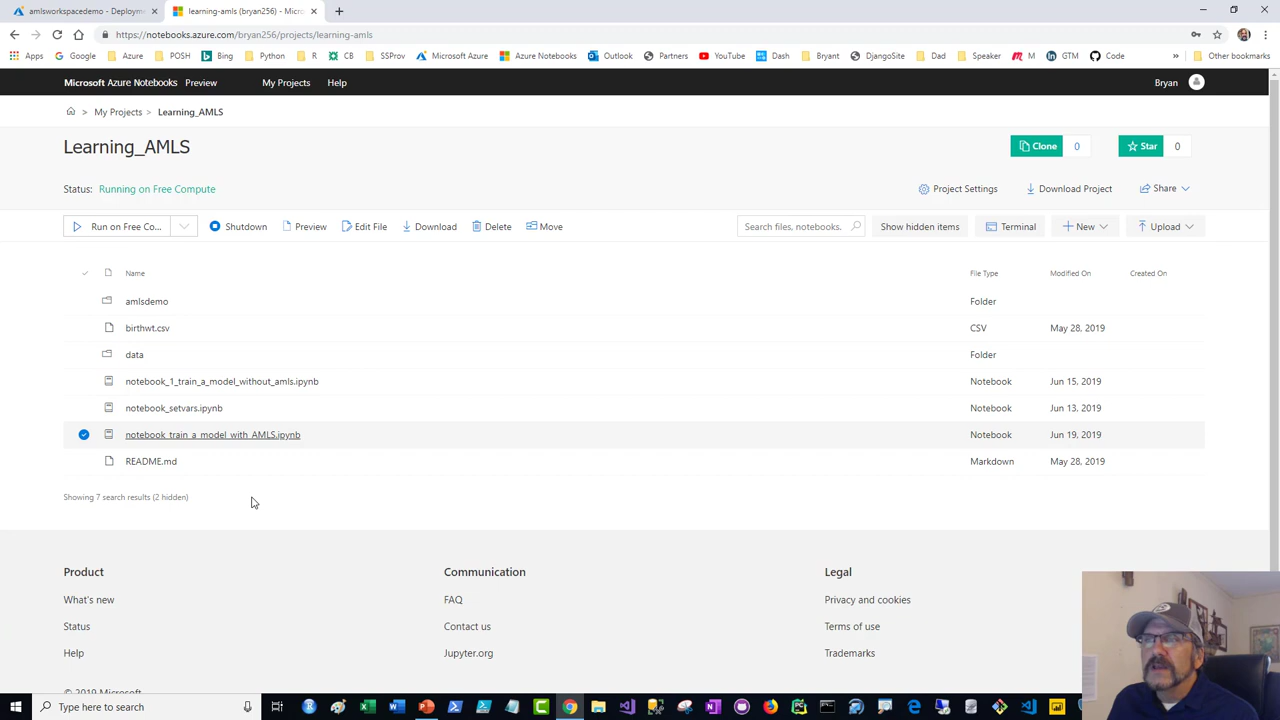 amlsworkspacedemo - Deployme
learning-amls (bryan256) - Micro
https://notebooks.azure.com/bryan256/projects/learning-amls
Apps Google Azure POSH Bing Python R CB SSProv Microsoft Azure Azure Notebooks Outlook Partners YouTube Dash Bryant DjangoSite Dad Speaker M GTM Code » Other bookmarks
Microsoft Azure Notebooks Preview My Projects Help Bryan
> My Projects > Learning_AMLS
Learning_AMLS
Clone 0 Star 0
Status: Running on Free Compute
Project Settings Download Project Share
Run on Free Co... Shutdown Preview Edit File Download Delete Move Search files, notebooks. Show hidden items Terminal New Upload
Name File Type Modified On Created On
amlsdemo Folder
birthwt.csv CSV May 28, 2019
data Folder
notebook_1_train_a_model_without_amls.ipynb Notebook Jun 15, 2019
notebook_setvars.ipynb Notebook Jun 13, 2019
notebook_train_a_model_with_AMLS.ipynb Notebook Jun 19, 2019
README.md Markdown May 28, 2019
Showing 7 search results (2 hidden)
Product Communication Legal
What's new FAQ Privacy and cookies
Status Contact us Terms of use
Help Jupyter.org Trademarks
© 2019 Microsoft
Type here to search